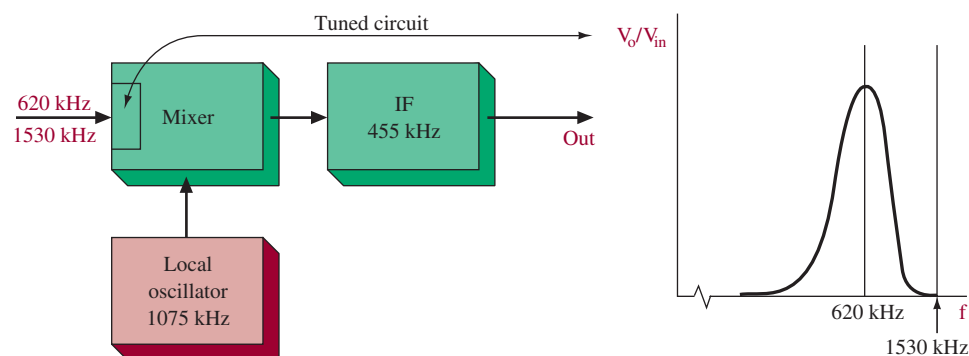 Tuned circuit
620 kHz
1530 kHz
Mixer
IF
455 kHz
Out
Local
oscillator
1075 kHz
Vo/Vin
620 kHz
f
1530 kHz